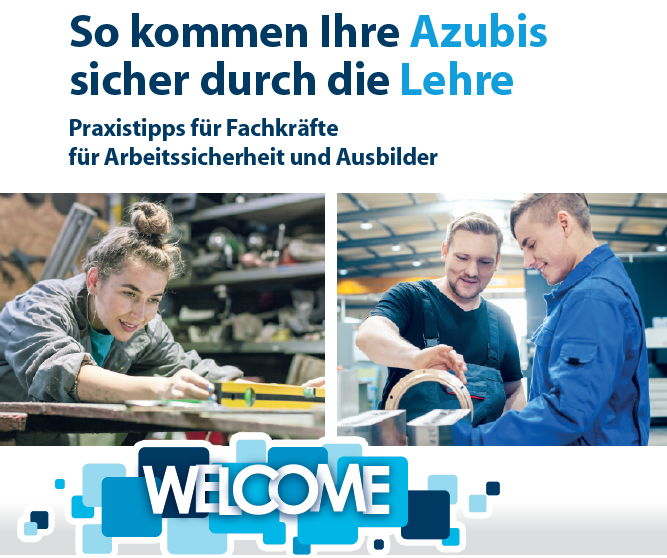 So kommen Ihre Azubis
sicher durch die Lehre
Praxistipps für Fachkräfte
für Arbeitssicherheit und Ausbilder
WELCOME